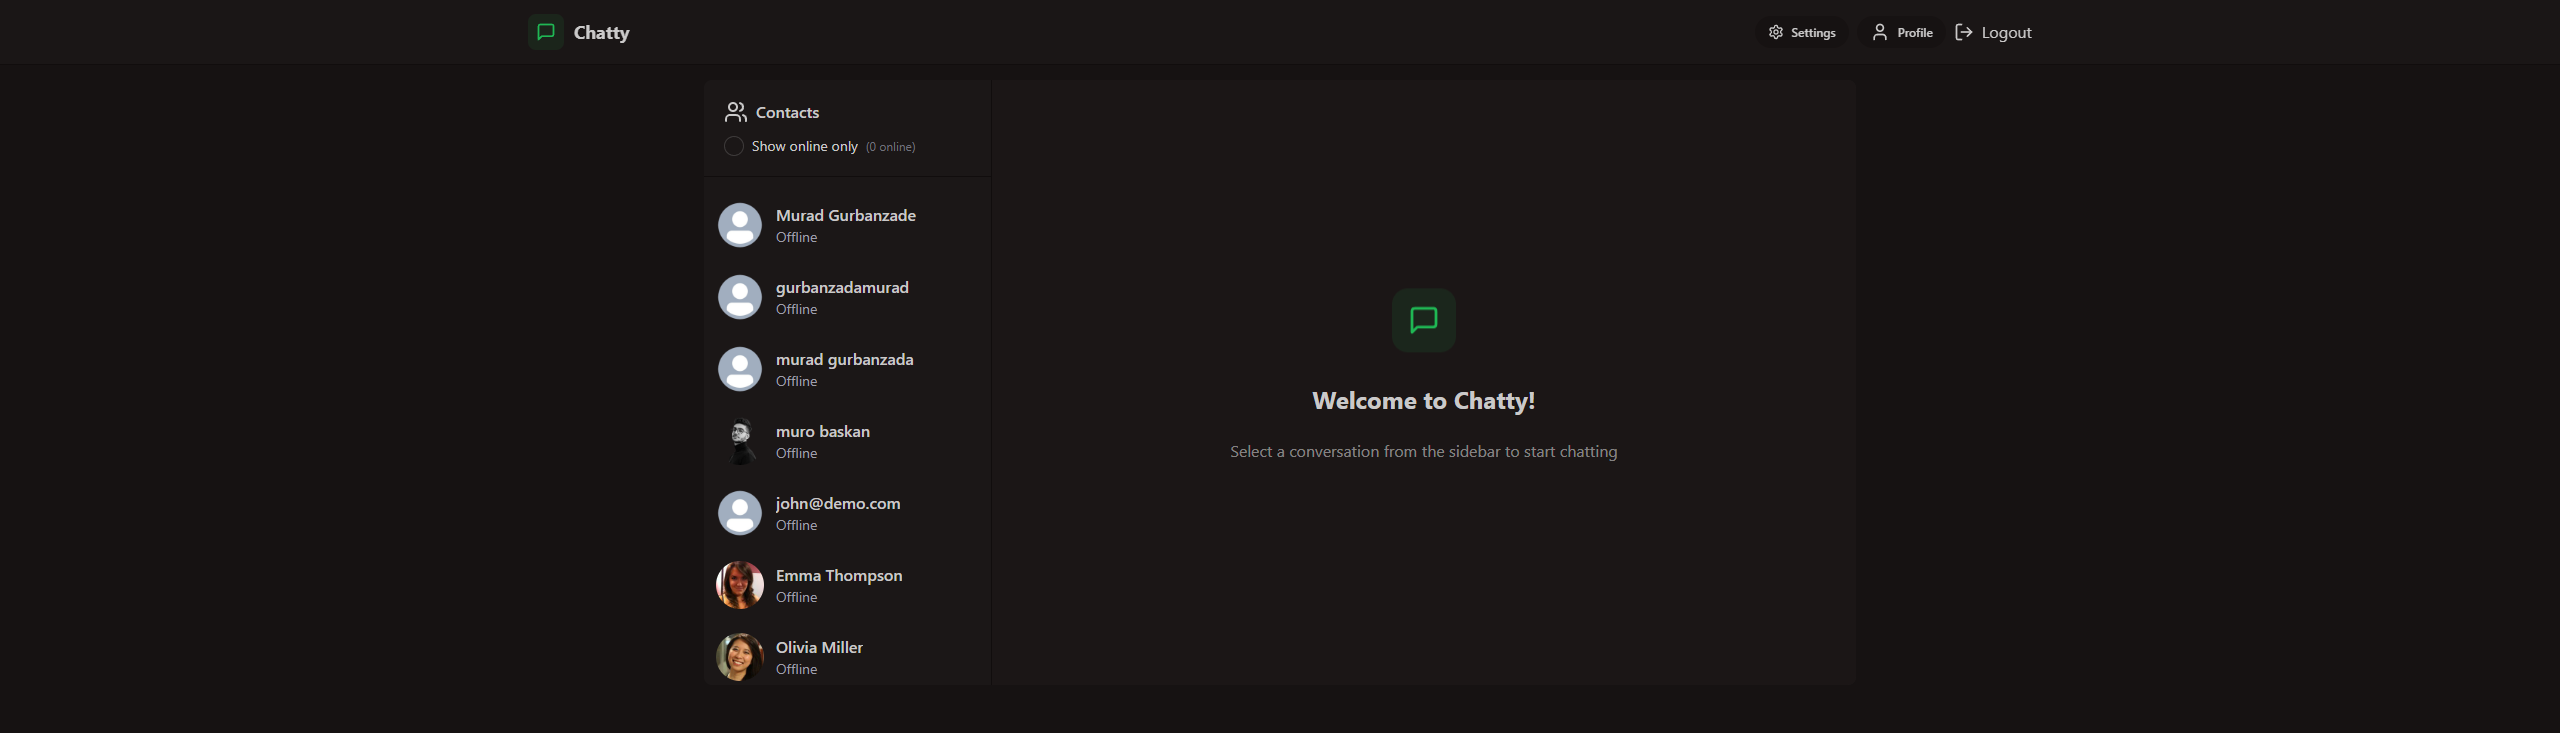 Chatty
Settings
Profile
Logout
Contacts
Show online only (0 online)
Murad Gurbanzade
Offline
gurbanzadamurad
Offline
murad gurbanzada
Offline
muro baskan
Offline
john@demo.com
Offline
Emma Thompson
Offline
Olivia Miller
Offline
Welcome to Chatty!
Select a conversation from the sidebar to start chatting